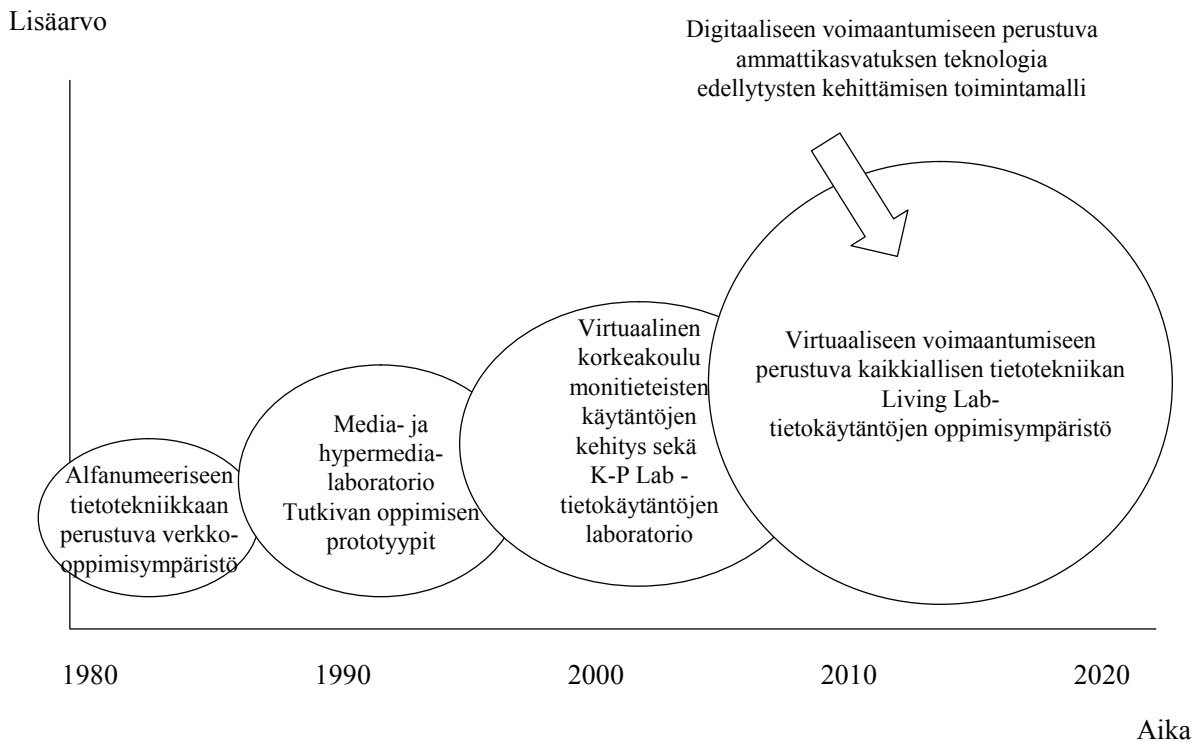 Lisäarvo
Digitaaliseen voimaantumiseen perustuva
ammattikasvatuksen teknologia
edellytysten kehittämisen toimintamalli
Alfanumeeriseen
tietotekniikkaan
perustuva verkko-
oppimisympäristö
Media- ja
hypermedia-
laboratorio
Tutkivan oppimisen
prototyypit
Virtuaalinen
korkeakoulu
monitieteisten
käytäntöjen
kehitys sekä
K-P Lab -
tietokäytäntöjen
laboratorio
Virtuaaliseen voimaantumiseen
perustuva kaikkiallisen tietotekniikan
Living Lab-
tietokäytäntöjen oppimisympäristö
1980 1990 2000 2010 2020
Aika